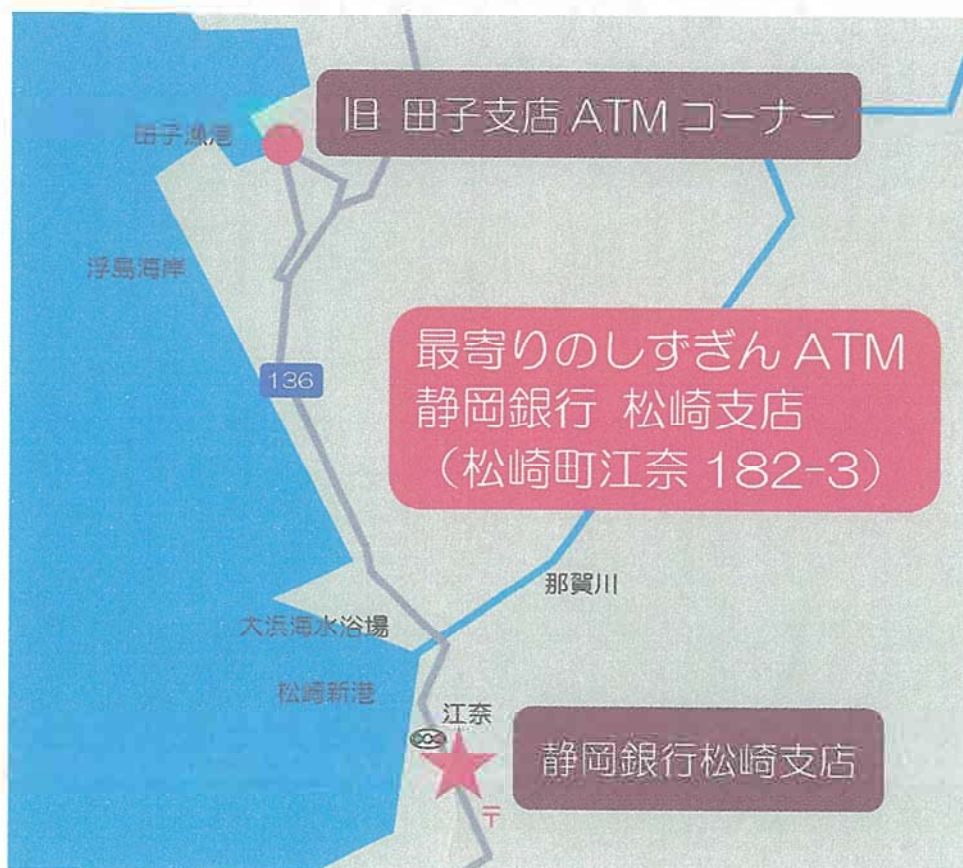 旧 田子支店 ATM コーナー
田子漁港
浮島海岸
最寄りのしずぎん ATM
静岡銀行 松崎支店
（松崎町江奈 182-3）
136
那賀川
大浜海水浴場
松崎新港
江奈
静岡銀行松崎支店
〒